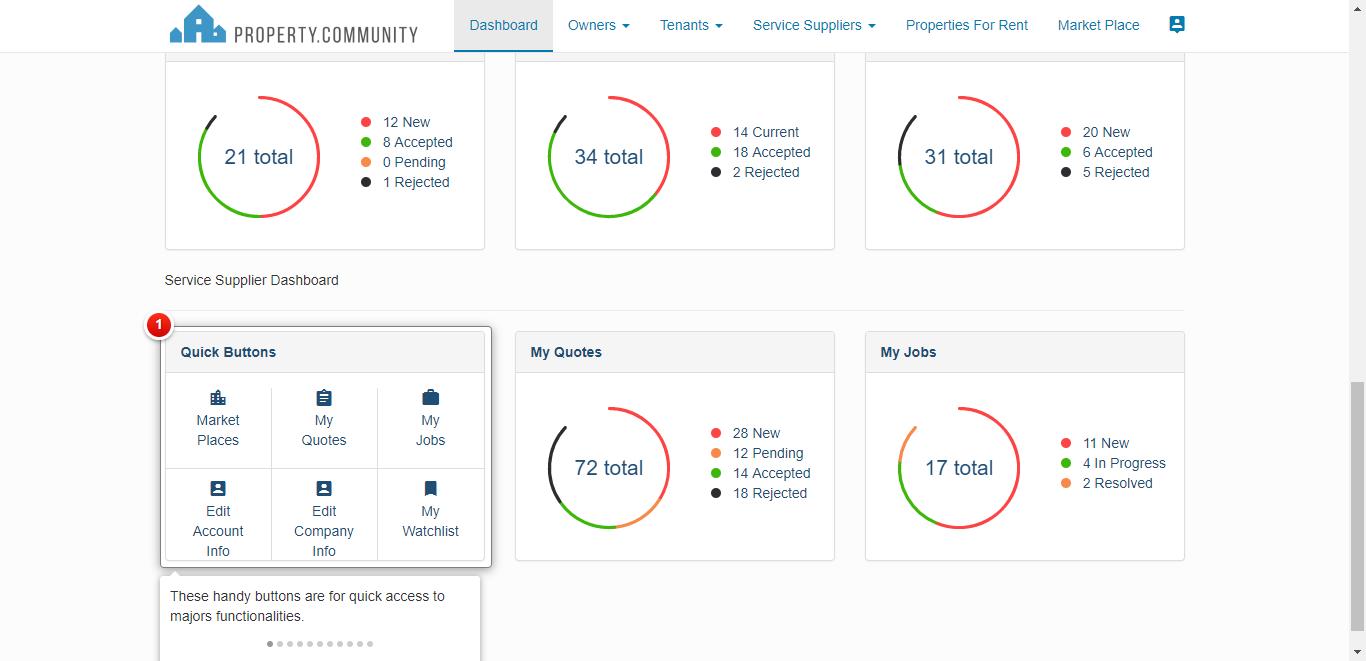 PROPERTY.COMMUNITY
Dashboard
Owners
Tenants
Service Suppliers
Properties For Rent
Market Place
21 total
12 New
8 Accepted
0 Pending
1 Rejected
34 total
14 Current
18 Accepted
2 Rejected
31 total
20 New
6 Accepted
5 Rejected
Service Supplier Dashboard
1
Quick Buttons
Market
Places
My
Quotes
My
Jobs
Edit
Account
Info
Edit
Company
Info
My
Watchlist
My Quotes
72 total
28 New
12 Pending
14 Accepted
18 Rejected
My Jobs
17 total
11 New
4 In Progress
2 Resolved
These handy buttons are for quick access to
majors functionalities.